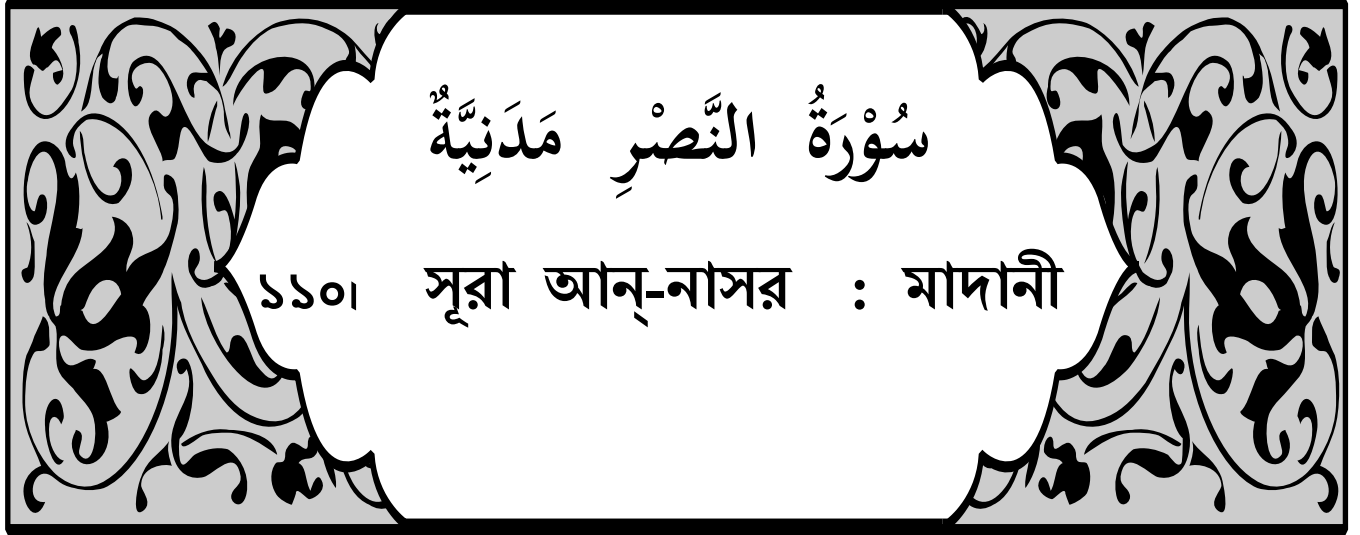 سُوْرَةُ النَّصْرِ مَدَنِيَّةٌ
১১০। সূরা আন্-নাসর : মাদানী